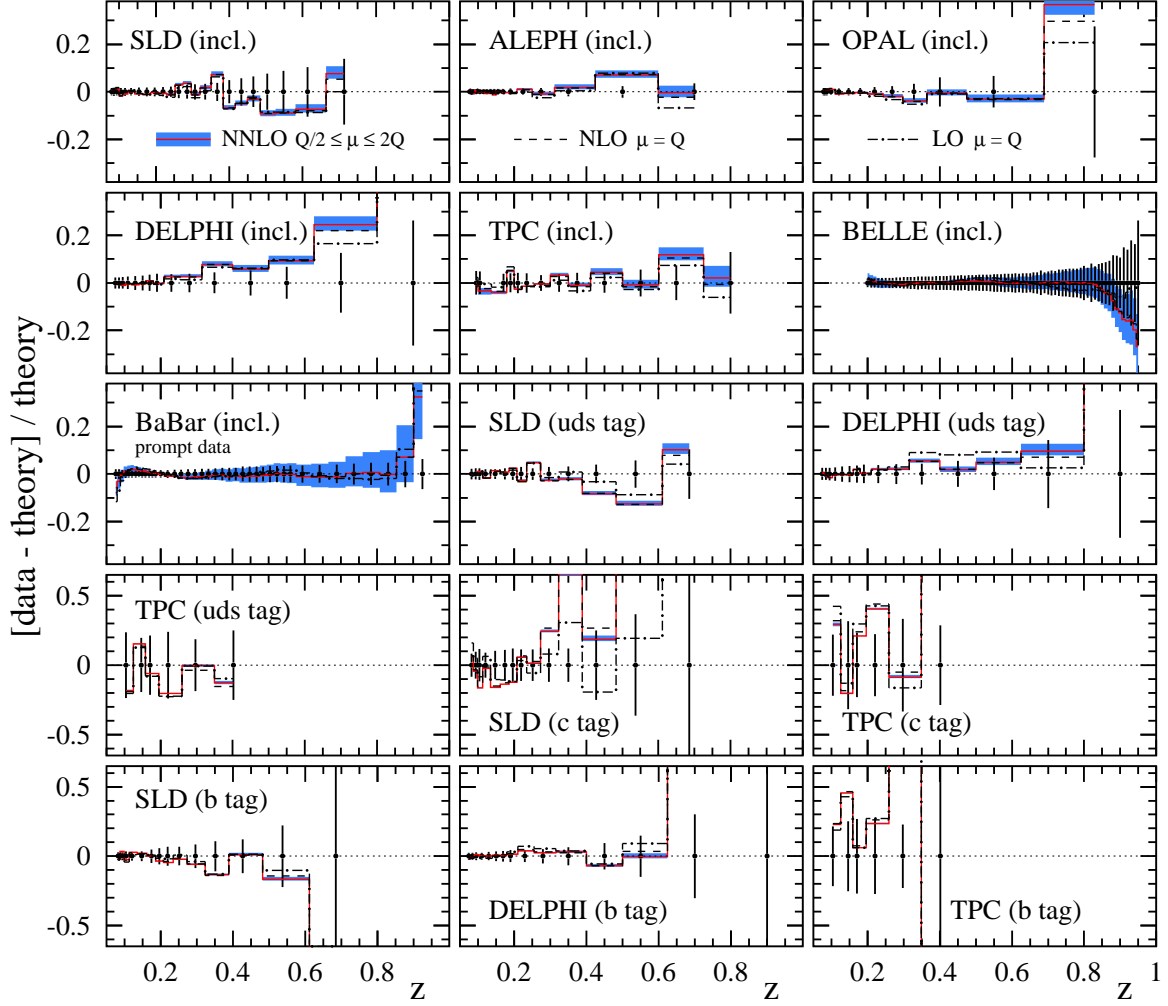 [data - theory] / theory
SLD (incl.) ALEPH (incl.) OPAL (incl.)
0.2
0
-0.2
NNLO Q/2 ≤ μ ≤ 2Q NLO μ = Q LO μ = Q
DELPHI (incl.) TPC (incl.) BELLE (incl.)
0.2
0
-0.2
BaBar (incl.) SLD (uds tag) DELPHI (uds tag)
prompt data
0.2
0
-0.2
TPC (uds tag)
0.5
0
-0.5
SLD (c tag) TPC (c tag)
SLD (b tag)
0.5
0
-0.5
DELPHI (b tag) TPC (b tag)
0.2 0.4 0.6 0.8 0.2 0.4 0.6 0.8 0.2 0.4 0.6 0.8 1
z z z